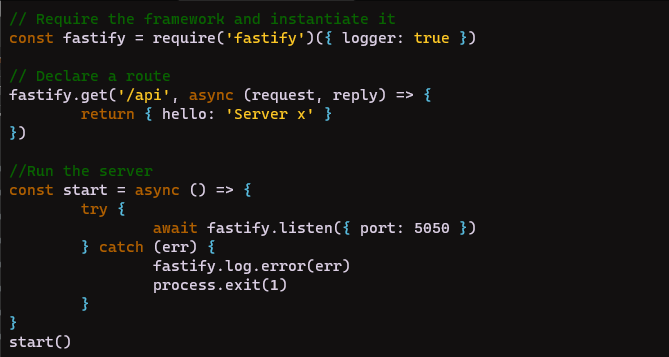 // Require the framework and instantiate it
const fastify = require('fastify')({ logger: true })
// Declare a route
fastify.get('/api', async (request, reply) => {
return { hello: 'Server x' }
})
//Run the server
const start = async () => {
try {
await fastify.listen({ port: 5050 })
} catch (err) {
fastify.log.error(err)
process.exit(1)
}
}
start()